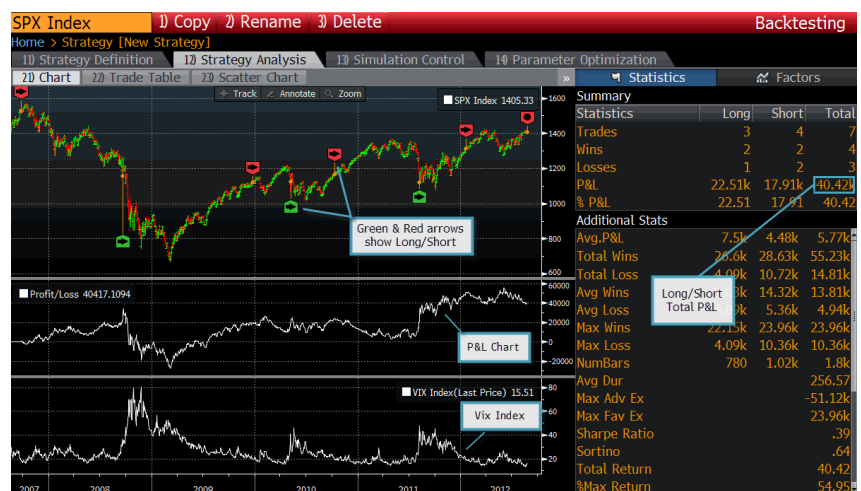 SPX Index 1) Copy 2) Rename 3) Delete Backtesting
Home > Strategy [New Strategy]
11) Strategy Definition 12) Strategy Analysis 13) Simulation Control 14) Parameter Optimization
21) Chart 22) Trade Table 23) Scatter Chart » Statistics Factors
Track Annotate Zoom
SPX Index 1405.33
1600
1400
1200
1000
800
600
Green & Red arrows
show Long/Short
Profit/Loss 40417.1094
60000
40000
20000
0
-20000
P&L Chart
VIX Index(Last Price) 15.51
80
60
40
20
Vix Index
2007 2008 2009 2010 2011 2012
Summary
Statistics Long Short Total
Trades 3 4 7
Wins 2 2 4
Losses 1 2 3
P&L 22.51k 17.91k 40.42k
% P&L 22.51 17.91 40.42
Additional Stats
Avg.P&L 7.5k 4.48k 5.77k
Total Wins 26.6k 28.63k 55.23k
Total Loss 4.09k 10.72k 14.81k
Avg Wins 14.32k 13.81k
Avg Loss 5.36k 4.94k
Long/Short
Total P&L
Max Wins 22.15k 23.96k 23.96k
Max Loss 4.09k 10.36k 10.36k
NumBars 780 1.02k 1.8k
Avg Dur 256.57
Max Adv Ex -51.12k
Max Fav Ex 23.96k
Sharpe Ratio .39
Sortino .64
Total Return 40.42
%Max Return 54.95